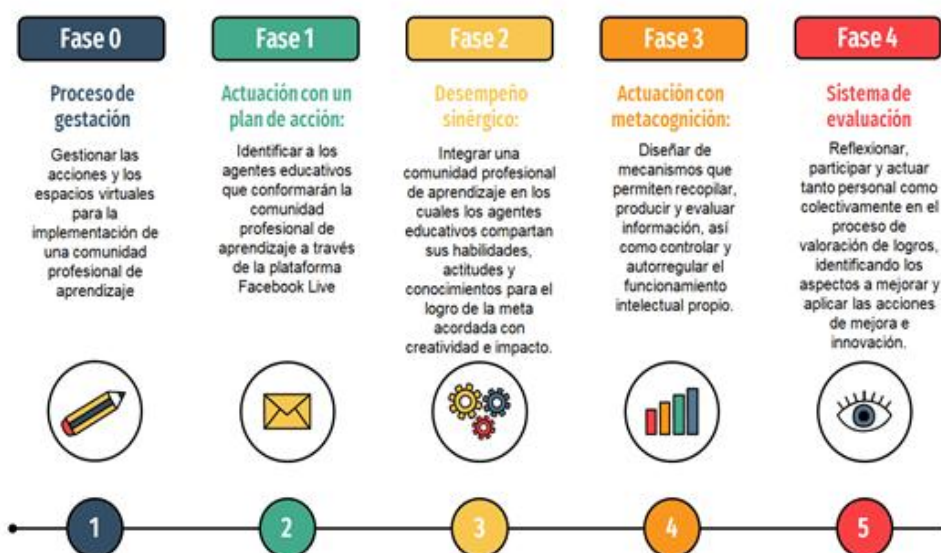 Fase 0
Proceso de
gestación
Gestionar las
acciones y los
espacios virtuales
para la
implementación de
una comunidad
profesional de
aprendizaje
1
Fase 1
Actuación con un
plan de acción:
Identificar a los
agentes educativos
que conformarán la
comunidad
profesional de
aprendizaje a través
de la plataforma
Facebook Live
2
Fase 2
Desempeño
sinérgico:
Integrar una
comunidad profesional
de aprendizaje en los
cuales los agentes
educativos compartan
sus habilidades,
actitudes y
conocimientos para el
logro de la meta
acordada con
creatividad e impacto.
3
Fase 3
Actuación con
metacognición:
Diseñar de
mecanismos que
permiten recopilar,
producir y evaluar
información, así
como controlar y
autorregular el
funcionamiento
intelectual propio.
4
Fase 4
Sistema de
evaluación
Reflexionar,
participar y actuar
tanto personal como
colectivamente en el
proceso de
valoración de logros,
identificando los
aspectos a mejorar y
aplicar las acciones
de mejora e
innovación.
5